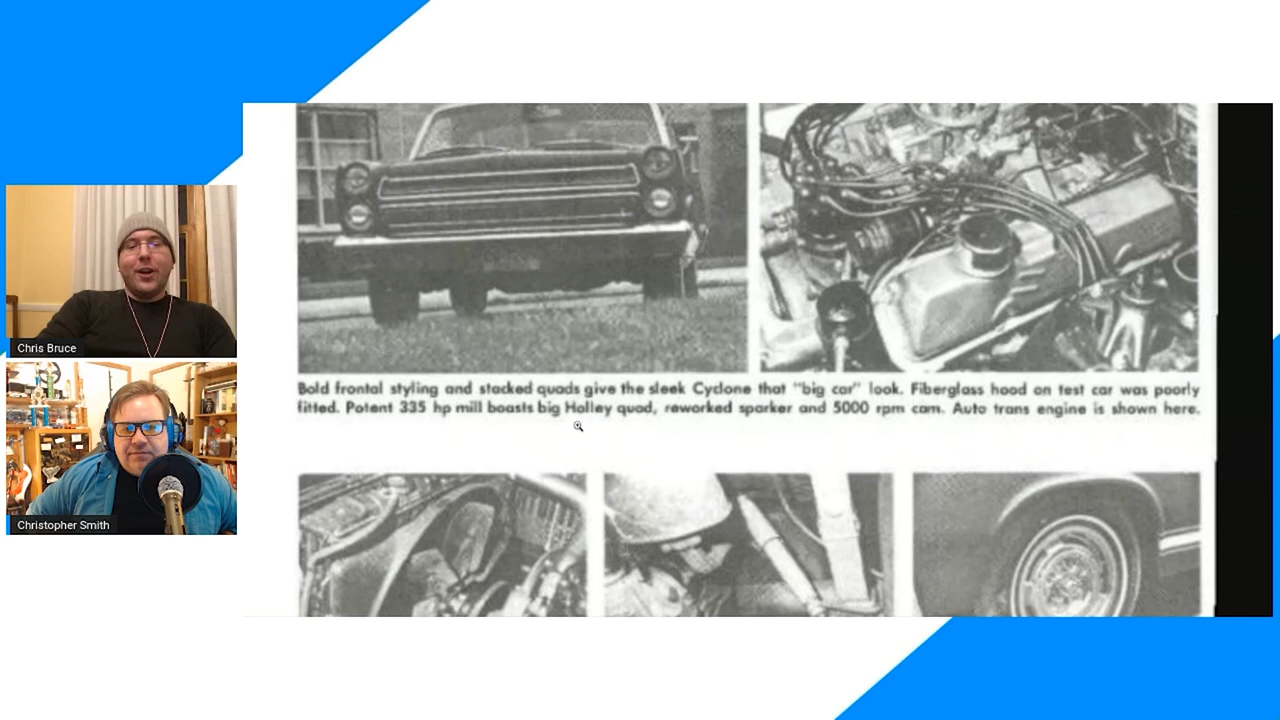 Chris Bruce
Christopher Smith
Bold frontal styling and stacked quads give the sleek Cyclone that "big car" look. Fiberglass hood on test car was poorly
fitted. Potent 335 hp mill boasts big Holley quad, reworked sparker and 5000 rpm cam. Auto trans engine is shown here.